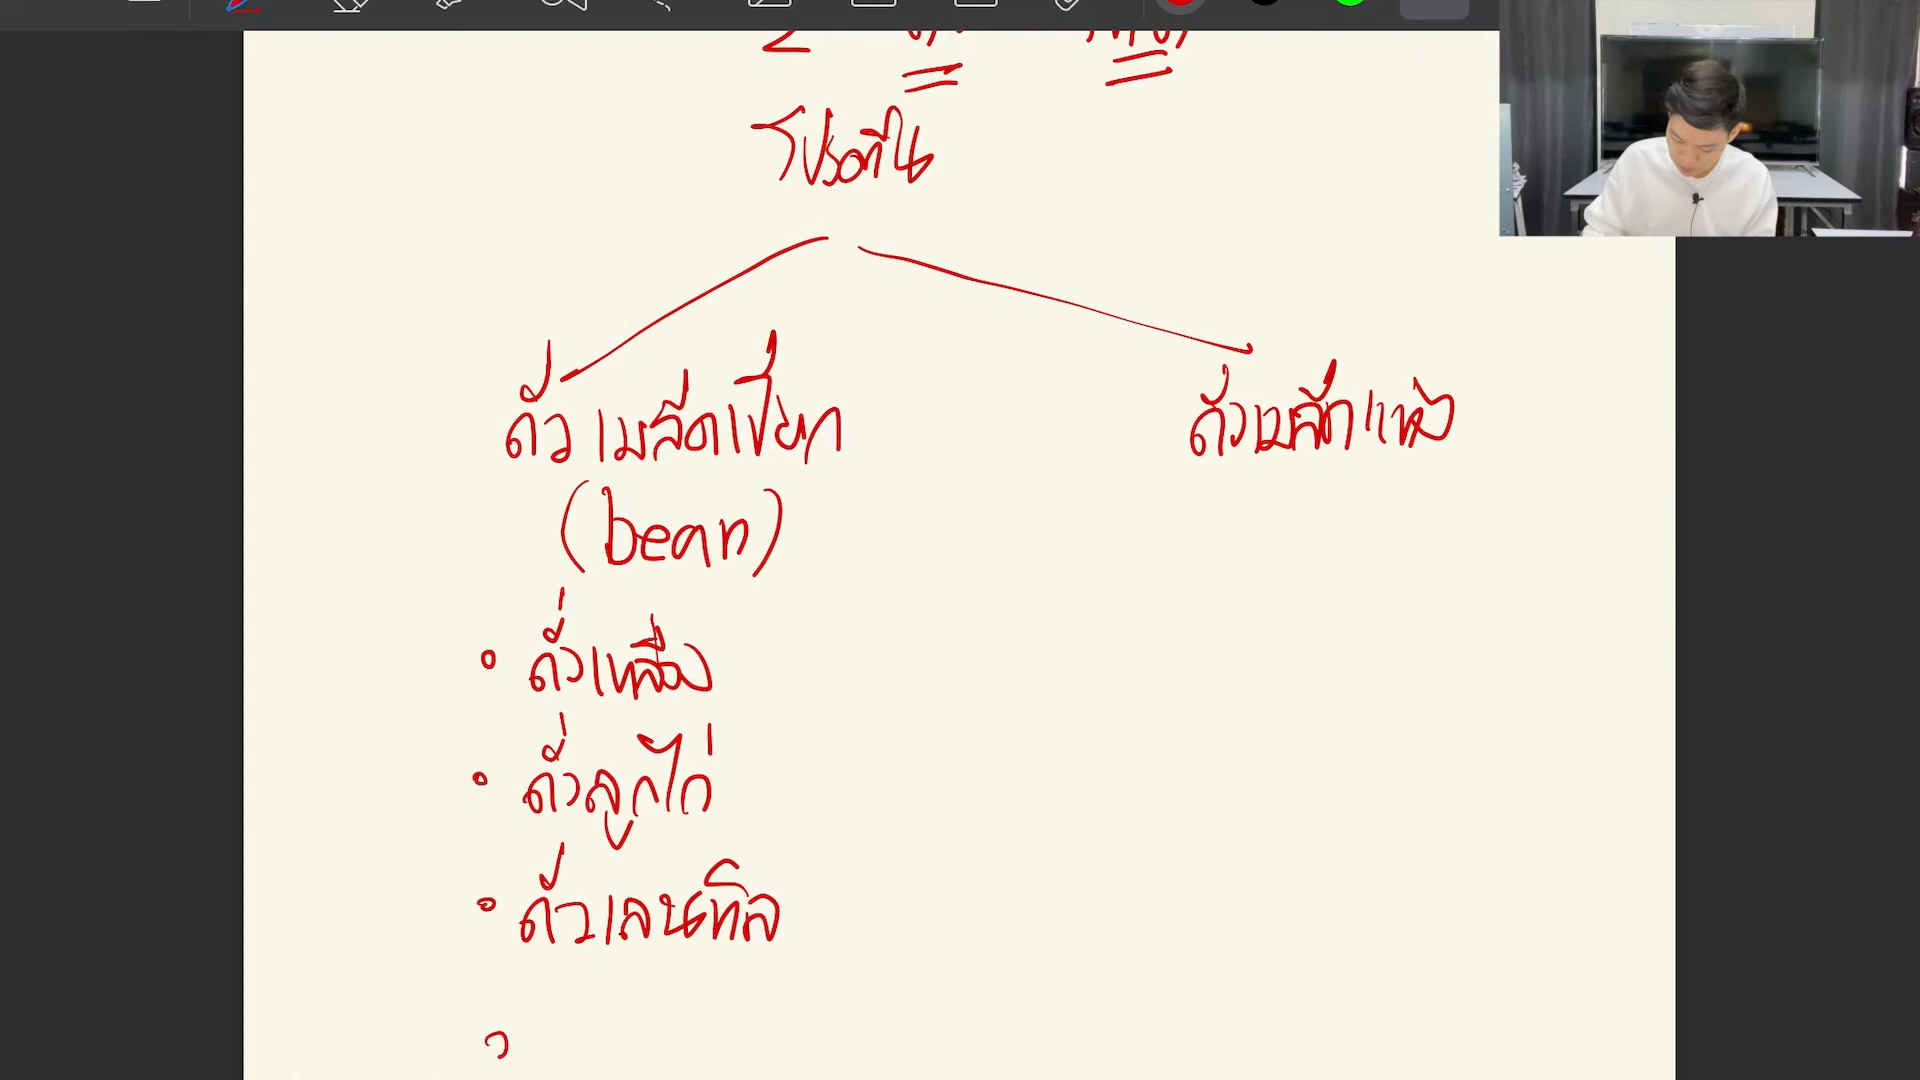 โปรตีน
ถั่วเมล็ดเปียก
ถั่วเมล็ดแห้ง
(bean)
• ถั่วเหลือง
• ถั่วลูกไก่
• ถั่วเลนทิล